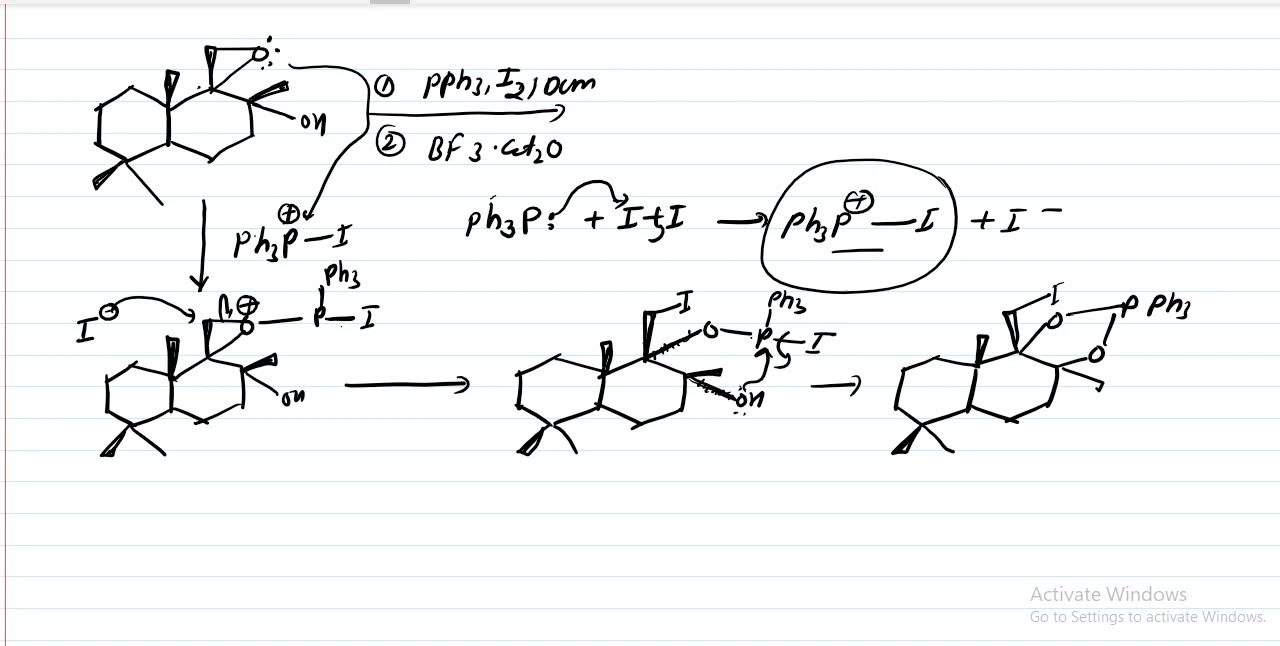 O:
① PPh3, I2, DCM
OH
② BF3·Et2O
⊕
Ph3P—I
Ph3P: + I—I → Ph3P⊕—I + I⁻
I⊖
⊕
O—P—I
Ph3
OH
I
O—P—I
Ph3
OH
I
O
PPh3
O
Activate Windows
Go to Settings to activate Windows.